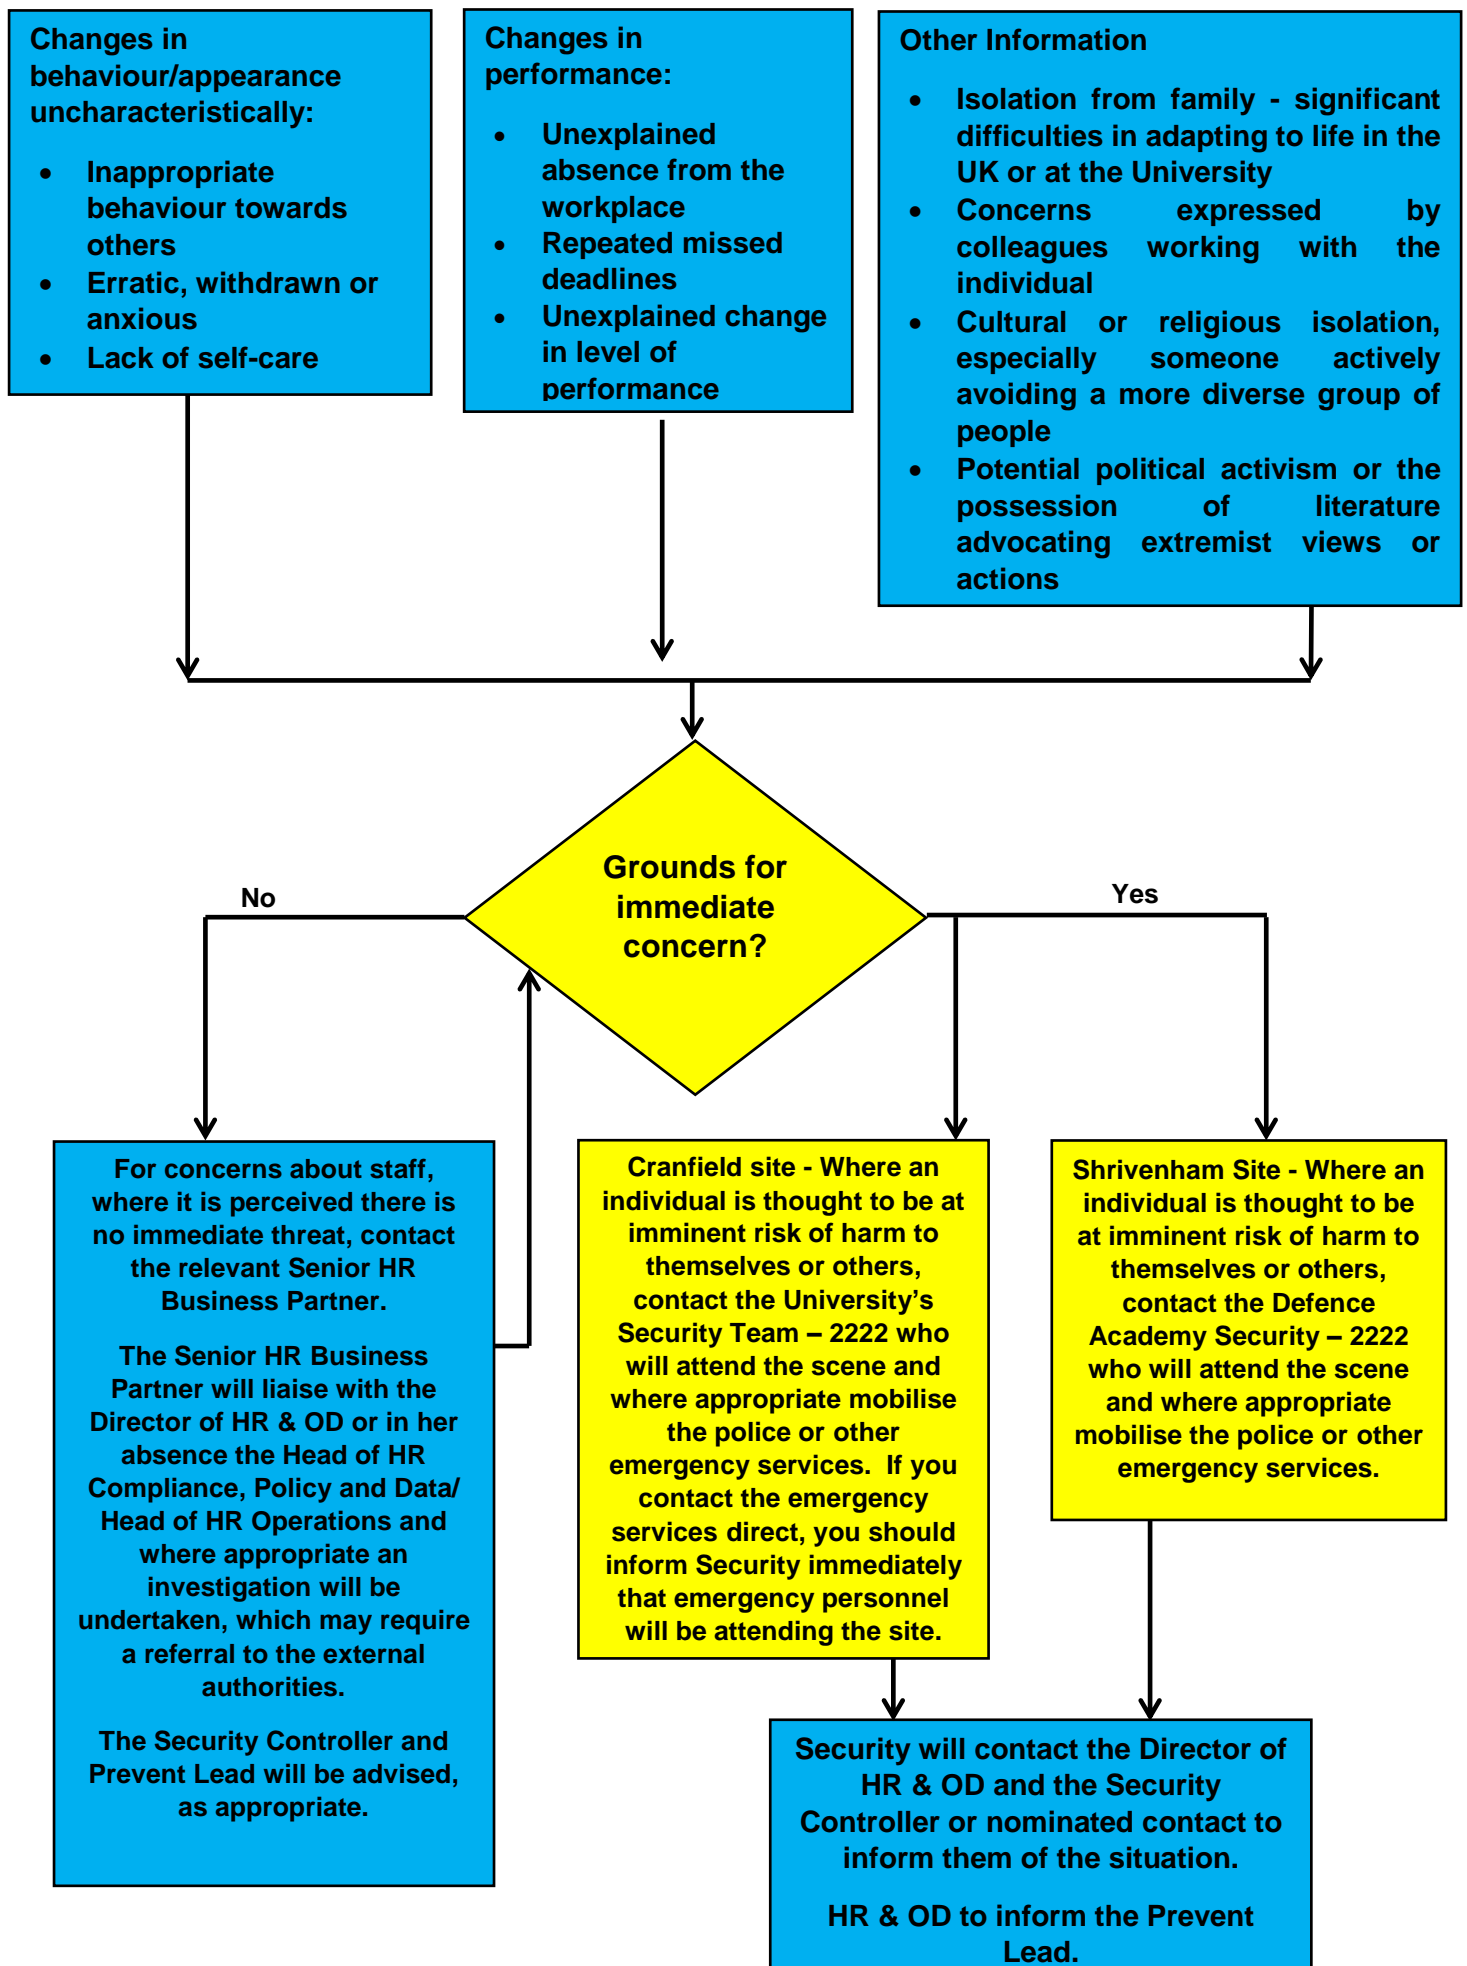 Changes in
behaviour/appearance
uncharacteristically:
• Inappropriate
behaviour towards
others
• Erratic, withdrawn or
anxious
• Lack of self-care
Changes in
performance:
• Unexplained
absence from the
workplace
• Repeated missed
deadlines
• Unexplained change
in level of
performance
Other Information
• Isolation from family - significant
difficulties in adapting to life in the
UK or at the University
• Concerns expressed by
colleagues working with the
individual
• Cultural or religious isolation,
especially someone actively
avoiding a more diverse group of
people
• Potential political activism or the
possession of literature
advocating extremist views or
actions
Grounds for
immediate
concern?
No
Yes
For concerns about staff,
where it is perceived there is
no immediate threat, contact
the relevant Senior HR
Business Partner.
The Senior HR Business
Partner will liaise with the
Director of HR & OD or in her
absence the Head of HR
Compliance, Policy and Data/
Head of HR Operations and
where appropriate an
investigation will be
undertaken, which may require
a referral to the external
authorities.
The Security Controller and
Prevent Lead will be advised,
as appropriate.
Cranfield site - Where an
individual is thought to be at
imminent risk of harm to
themselves or others,
contact the University’s
Security Team – 2222 who
will attend the scene and
where appropriate mobilise
the police or other
emergency services.  If you
contact the emergency
services direct, you should
inform Security immediately
that emergency personnel
will be attending the site.
Shrivenham Site - Where an
individual is thought to be
at imminent risk of harm to
themselves or others,
contact the Defence
Academy Security – 2222
who will attend the scene
and where appropriate
mobilise the police or other
emergency services.
Security will contact the Director of
HR & OD and the Security
Controller or nominated contact to
inform them of the situation.
HR & OD to inform the Prevent
Lead.